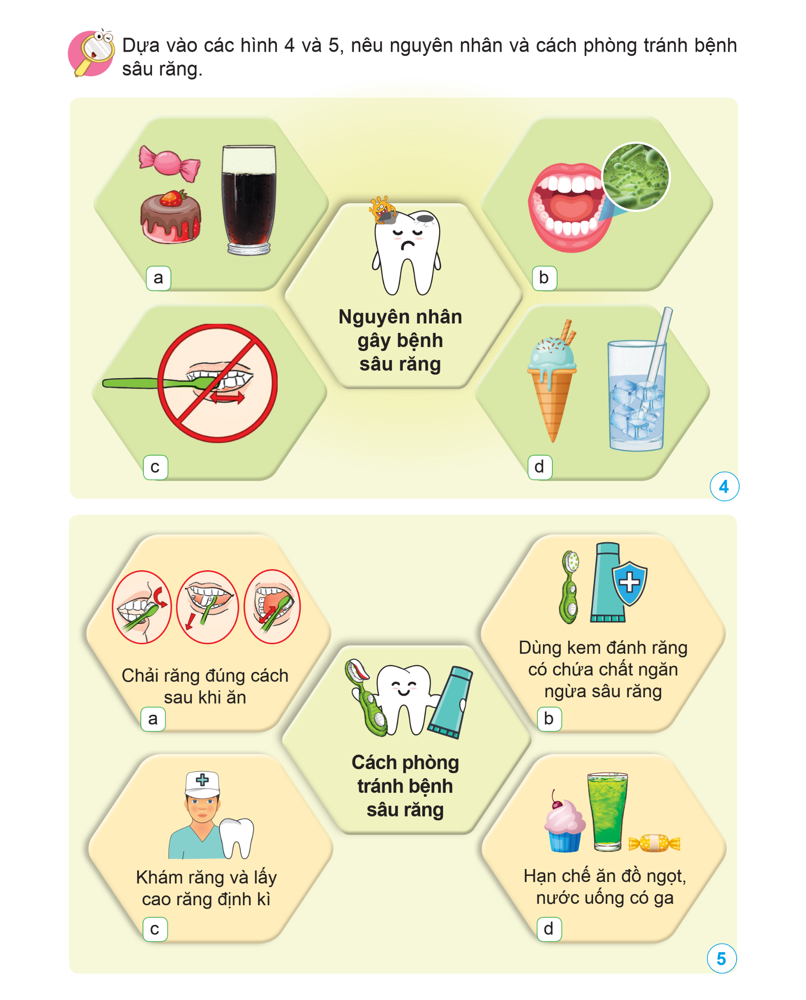 Dựa vào các hình 4 và 5, nêu nguyên nhân và cách phòng tránh bệnh
sâu răng.
a
b
Nguyên nhân
gây bệnh
sâu răng
c
d
4
Chải răng đúng cách
sau khi ăn
a
Dùng kem đánh răng
có chứa chất ngăn
ngừa sâu răng
b
Cách phòng
tránh bệnh
sâu răng
Khám răng và lấy
cao răng định kì
c
Hạn chế ăn đồ ngọt,
nước uống có ga
d
5